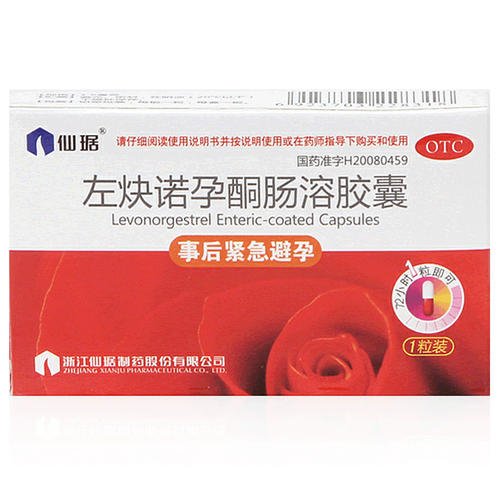 6923703228318
仙琚®
请仔细阅读使用说明书并按说明使用或在药师指导下购买和使用
OTC
国药准字H20080459
左炔诺孕酮肠溶胶囊
Levonorgestrel Enteric-coated Capsules
事后紧急避孕
72小时1粒即可
1粒装
浙江仙琚制药股份有限公司
ZHEJIANG XIANJU PHARMACEUTICAL CO., LTD.